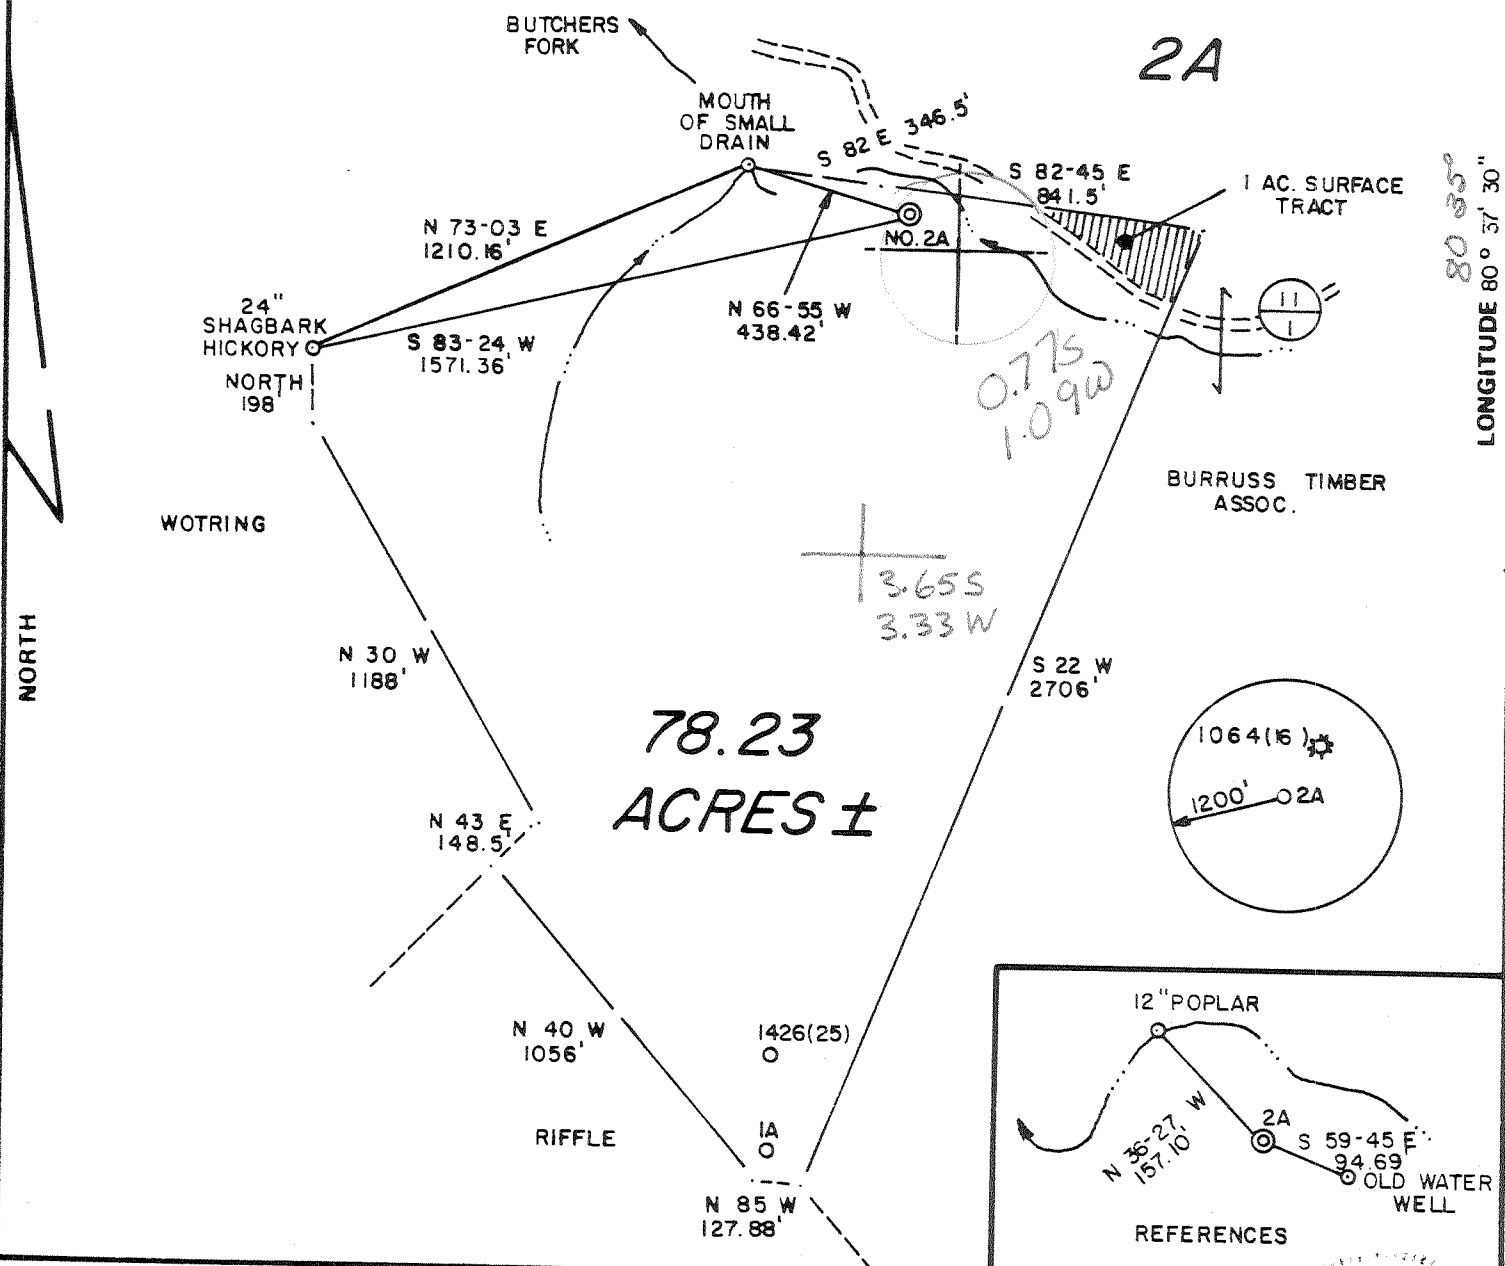 BUTCHERS
FORK
2A
MOUTH
OF SMALL
DRAIN
S 82 E 346.5'
S 82-45 E
841.5'
1 AC. SURFACE
TRACT
80 35"
LONGITUDE 80° 37' 30"
N 73-03 E
1210.16'
NO. 2A
24"
SHAGBARK
HICKORY
S 83-24 W
1571.36'
N 66-55 W
438.42'
11
1
NORTH
198'
0.77S
1.09W
BURRUSS TIMBER
ASSOC.
WOTRING
3.65S
3.33W
NORTH
N 30 W
1188'
S 22 W
2706'
78.23
ACRES ±
1064(16)
1200'
2A
N 43 E
148.5'
N 40 W
1056'
1426(25)
12" POPLAR
RIFFLE
1A
2A
N 36-27 W
157.10'
S 59-45 E
94.69'
OLD WATER
WELL
N 85 W
127.88'
REFERENCES